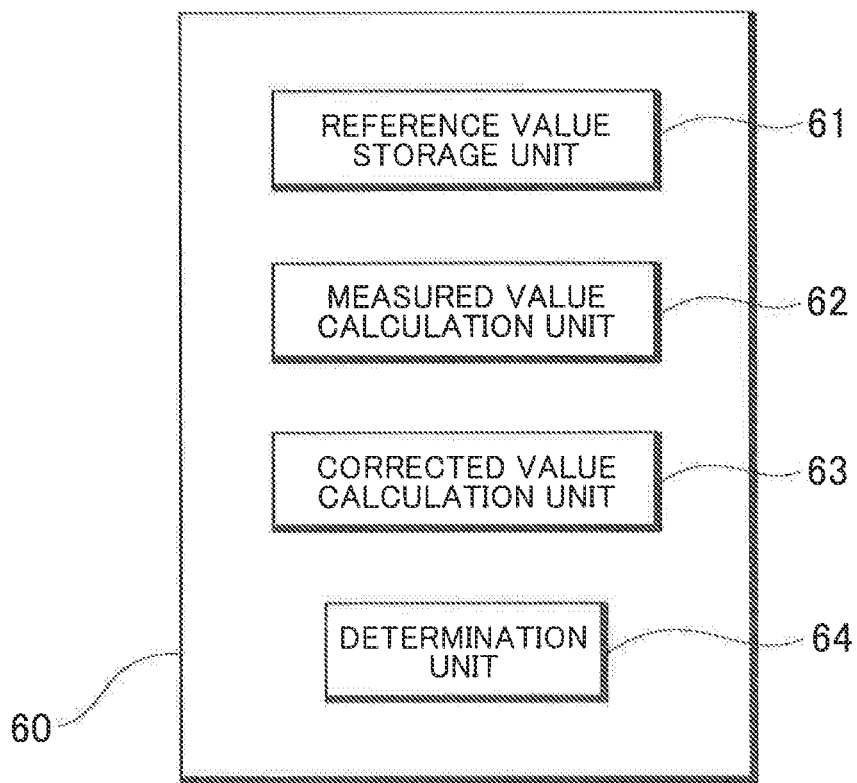 REFERENCE VALUE
STORAGE UNIT
61
MEASURED VALUE
CALCULATION UNIT
62
CORRECTED VALUE
CALCULATION UNIT
63
DETERMINATION
UNIT
64
60